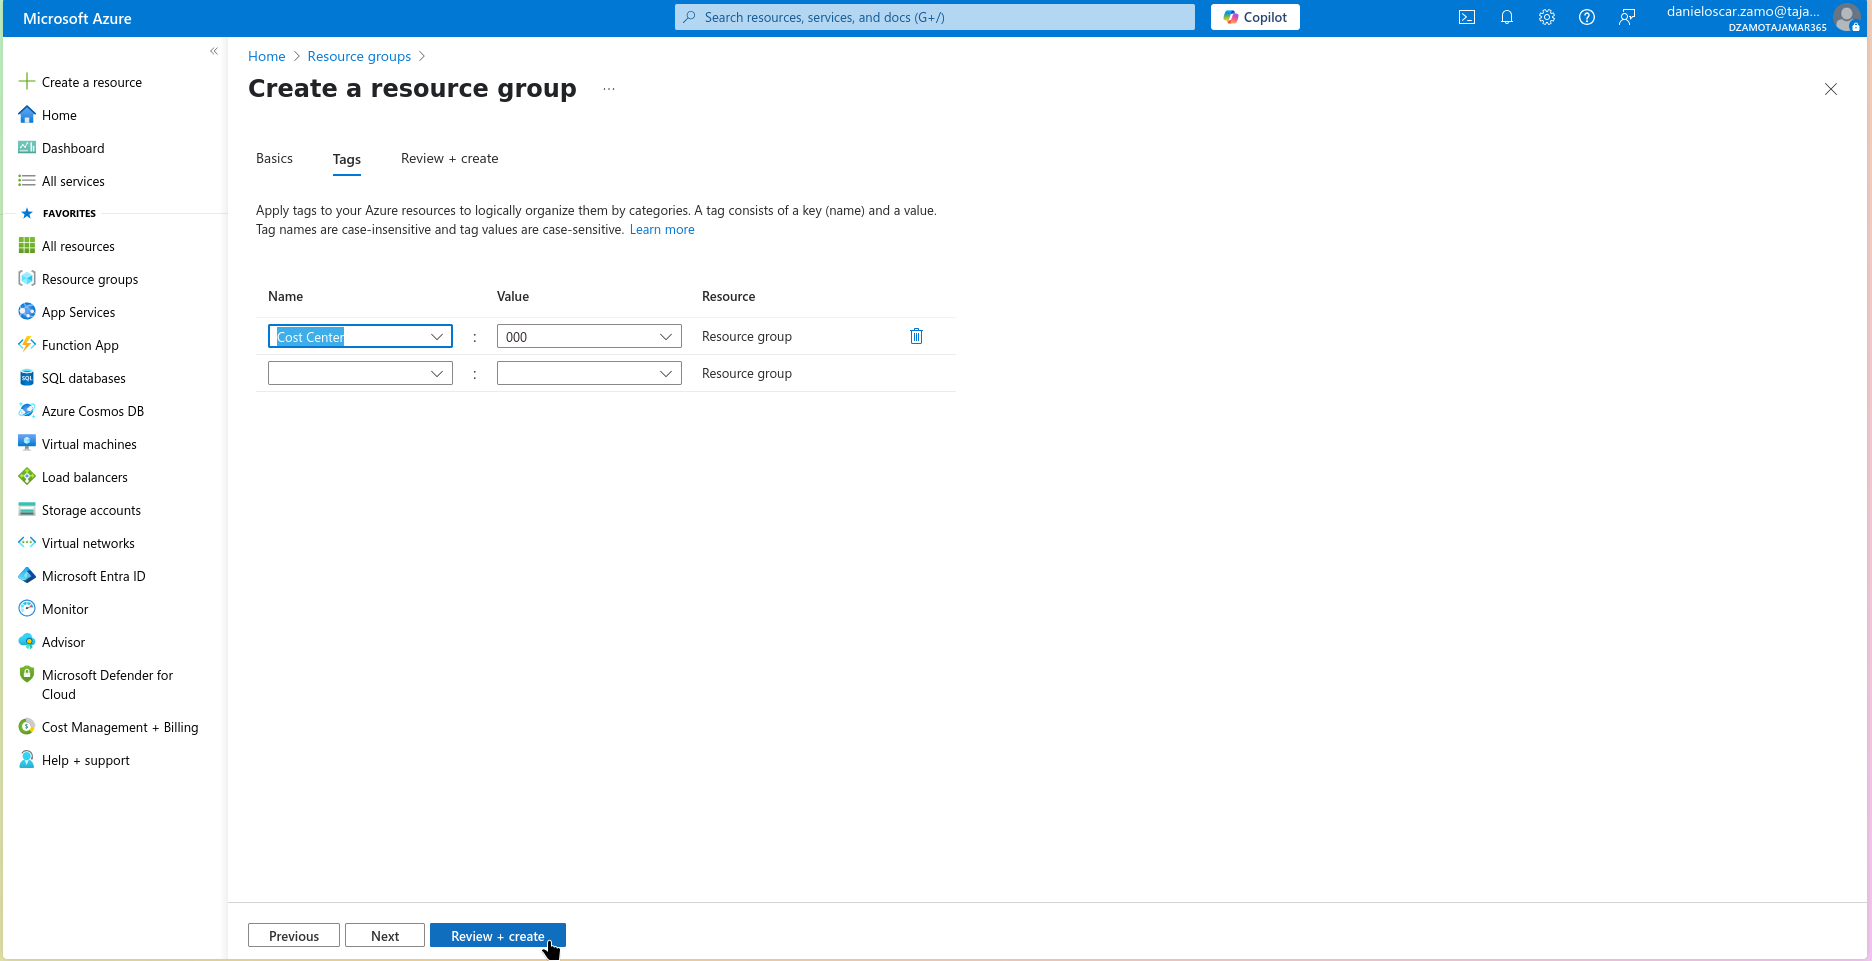 Microsoft Azure
Search resources, services, and docs (G+/)
Copilot
danieloscar.zamo@taja...
DZAMOTAJAMAR365
Home > Resource groups >
Create a resource group ...
Create a resource
Home
Dashboard
All services
FAVORITES
All resources
Resource groups
App Services
Function App
SQL databases
Azure Cosmos DB
Virtual machines
Load balancers
Storage accounts
Virtual networks
Microsoft Entra ID
Monitor
Advisor
Microsoft Defender for
Cloud
Cost Management + Billing
Help + support
Basics
Tags
Review + create
Apply tags to your Azure resources to logically organize them by categories. A tag consists of a key (name) and a value.
Tag names are case-insensitive and tag values are case-sensitive. Learn more
Name Value Resource
Cost Center : 000 Resource group
: Resource group
Previous
Next
Review + create